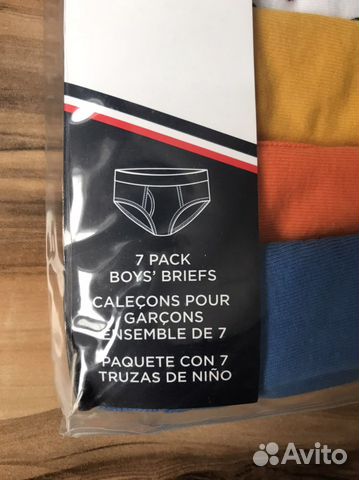 7 PACK
BOYS' BRIEFS
CALEÇONS POUR
GARÇONS
ENSEMBLE DE 7
PAQUETE CON 7
TRUZAS DE NIÑO
Avito